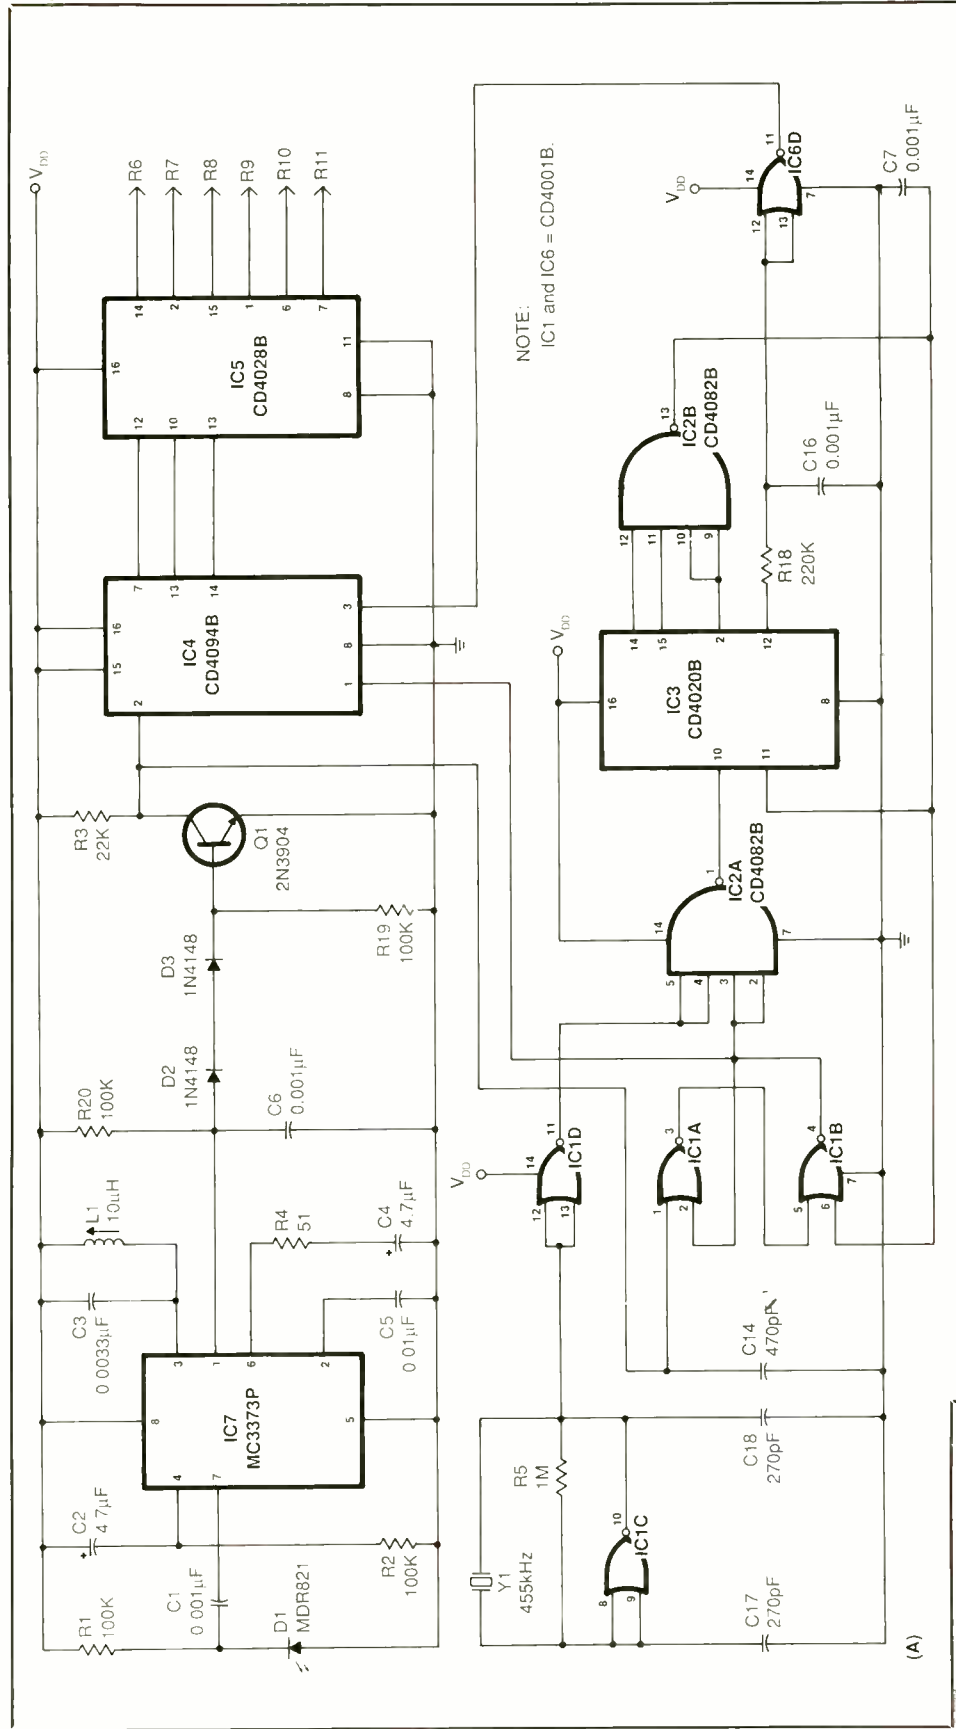 V_DD
R1
100K
C2
4.7µF
C3
0.0033µF
L1
10µH
R20
100K
R3
22K
C1
0.001µF
D1
MDR821
R2
100K
4
7
8
5
IC7
MC3373P
3
1
6
2
R4
51
C5
0.01µF
C4
4.7µF
D2
1N4148
D3
1N4148
C6
0.001µF
R19
100K
Q1
2N3904
2
15
16
IC4
CD4094B
7
13
14
1
8
3
12
10
13
16
IC5
CD4028B
14
2
15
1
6
7
8
11
R6
R7
R8
R9
R10
R11
NOTE:
IC1 and IC6 = CD4001B.
Y1
455kHz
R5
1M
8
9
10
IC1C
C17
270pF
C18
270pF
C14
470pF
V_DD
12
13
14
11
IC1D
1
2
3
IC1A
5
6
4
7
IC1B
5
4
3
2
14
1
7
IC2A
CD4082B
V_DD
10
11
16
IC3
CD4020B
14
15
2
12
8
12
11
10
9
13
IC2B
CD4082B
R18
220K
C16
0.001µF
V_DD
12
13
14
11
7
IC6D
C7
0.001µF
(A)